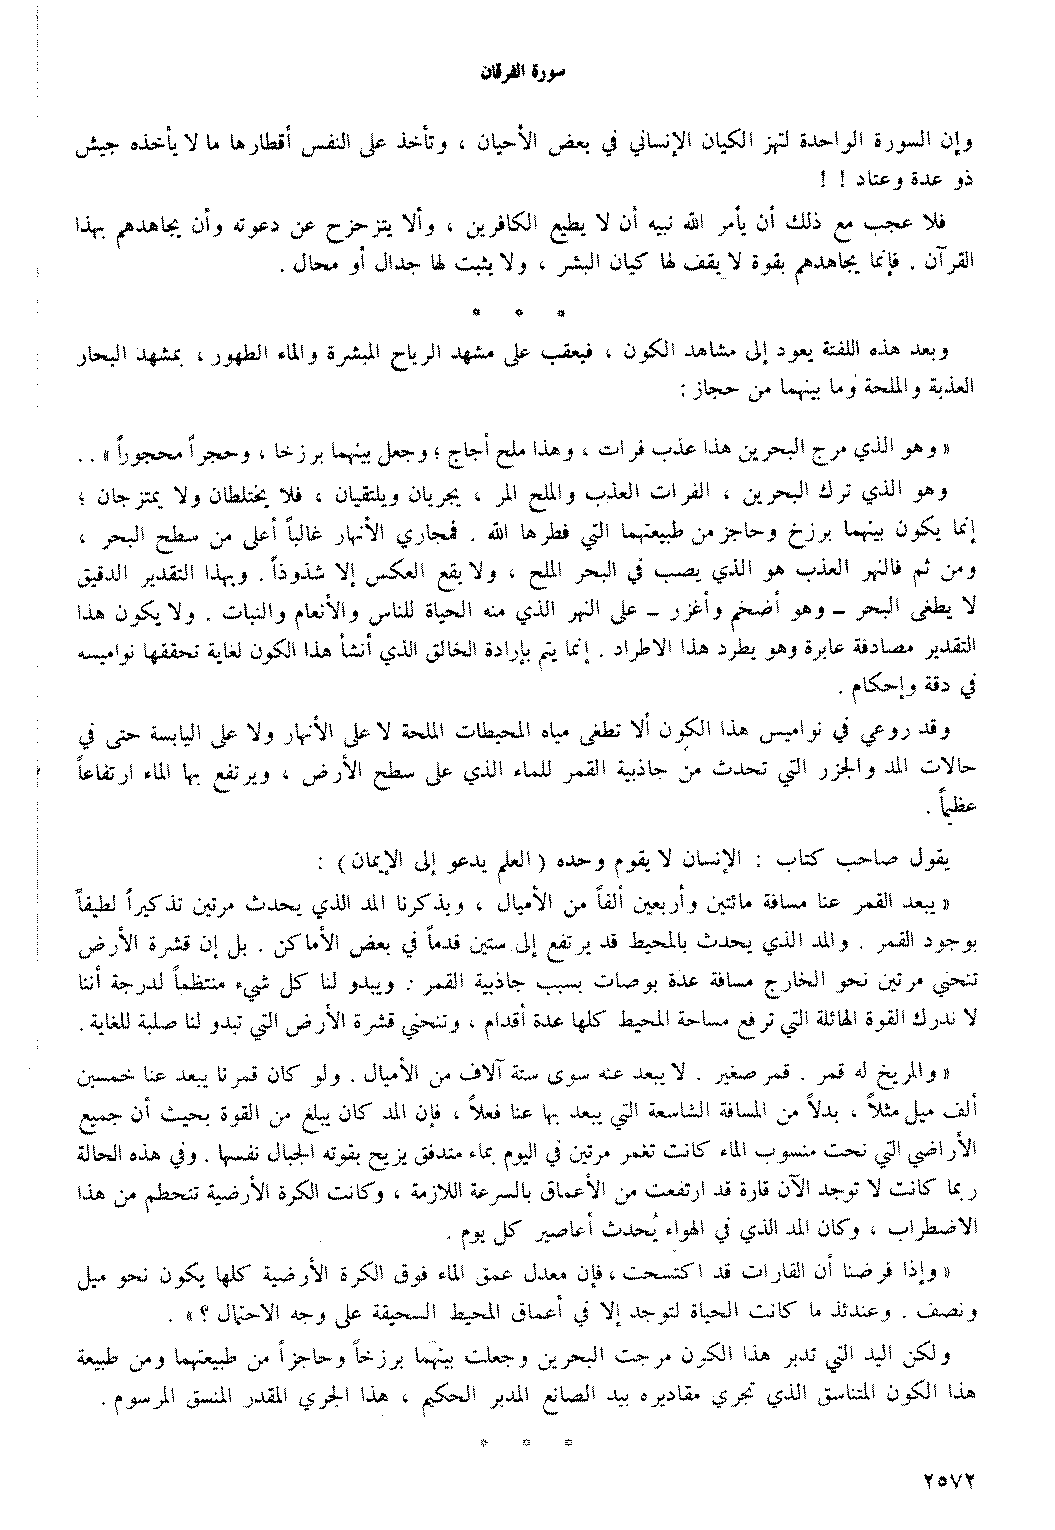 سورة الفرقان
وإن السورة الواحدة لتهز الكيان الإنساني في بعض الأحيان ، وتأخذ على النفس أقطارها ما لا يأخذه جيش
ذو عدة وعتاد ! !
فلا عجب مع ذلك أن يأمر الله نبيه أن لا يطيع الكافرين ، وألا يتزحزح عن دعوته وأن يجاهدهم بهذا
القرآن . فإنما يجاهدهم بقوة لا يقف لها كيان البشر ، ولا يثبت لها جدال أو محال .
* * *
وبعد هذه اللفتة يعود إلى مشاهد الكون ، فيعقب على مشهد الرياح المبشرة والماء الطهور ، بمشهد البحار
العذبة والملحة وما بينهما من حجاز :
« وهو الذي مرج البحرين هذا عذب فرات ، وهذا ملح أجاج ؛ وجعل بينهما برزخا ، وحجراً محجوراً » . .
وهو الذي ترك البحرين ، الفرات العذب والملح المر ، يجريان ويلتقيان ، فلا يختلطان ولا يمتزجان ؛
إنما يكون بينهما برزخ وحاجز من طبيعتهما التي فطرها الله . فمجاري الأنهار غالباً أعلى من سطح البحر ،
ومن ثم فالنهر العذب هو الذي يصب في البحر الملح ، ولا يقع العكس إلا شذوذاً . وبهذا التقدير الدقيق
لا يطغى البحر – وهو أضخم وأغزر – على النهر الذي منه الحياة للناس والأنعام والنبات . ولا يكون هذا
التقدير مصادفة عابرة وهو يطرد هذا الاطراد . إنما يتم بإرادة الخالق الذي أنشأ هذا الكون لغاية تحققها نواميسه
في دقة وإحكام .
وقد روعي في نواميس هذا الكون ألا تطغى مياه المحيطات الملحة لا على الأنهار ولا على اليابسة حتى في
حالات المد والجزر التي تحدث من جاذبية القمر للماء الذي على سطح الأرض ، ويرتفع بها الماء ارتفاعاً
عظيماً .
يقول صاحب كتاب : الإنسان لا يقوم وحده ( العلم يدعو إلى الإيمان ) :
« يبعد القمر عنا مسافة مائتين وأربعين ألفاً من الأميال ، ويذكرنا المد الذي يحدث مرتين تذكيراً لطيفاً
بوجود القمر . والمد الذي يحدث بالمحيط قد يرتفع إلى ستين قدماً في بعض الأماكن . بل إن قشرة الأرض
تنحني مرتين نحو الخارج مسافة عدة بوصات بسبب جاذبية القمر . ويبدو لنا كل شيء منتظماً لدرجة أننا
لا ندرك القوة الهائلة التي ترفع مساحة المحيط كلها عدة أقدام ، وتنحني قشرة الأرض التي تبدو لنا صلبة للغاية .
« والمريخ له قمر . قمر صغير . لا يبعد عنه سوى ستة آلاف من الأميال . ولو كان قمرنا يبعد عنا خمسين
ألف ميل مثلاً ، بدلاً من المسافة الشاسعة التي يبعد بها عنا فعلاً ، فإن المد كان يبلغ من القوة بحيث أن جميع
الأراضي التي تحت منسوب الماء كانت تغمر مرتين في اليوم بماء متدفق يزيح بقوته الجبال نفسها . وفي هذه الحالة
ربما كانت لا توجد الآن قارة قد ارتفعت من الأعماق بالسرعة اللازمة ، وكانت الكرة الأرضية تتحطم من هذا
الاضطراب ، وكان المد الذي في الهواء يُحدث أعاصير كل يوم .
« وإذا فرضنا أن القارات قد اكتسحت ، فإن معدل عمق الماء فوق الكرة الأرضية كلها يكون نحو ميل
ونصف . وعندئذ ما كانت الحياة لتوجد إلا في أعماق المحيط السحيقة على وجه الاحتمال ؟ » .
ولكن اليد التي تدبر هذا الكون مرجت البحرين وجعلت بينهما برزخاً وحاجزاً من طبيعتهما ومن طبيعة
هذا الكون المتناسق الذي تجري مقاديره بيد الصانع المدبر الحكيم ، هذا الجري المقدر المنسق المرسوم .
* * *
٢٥٧٢